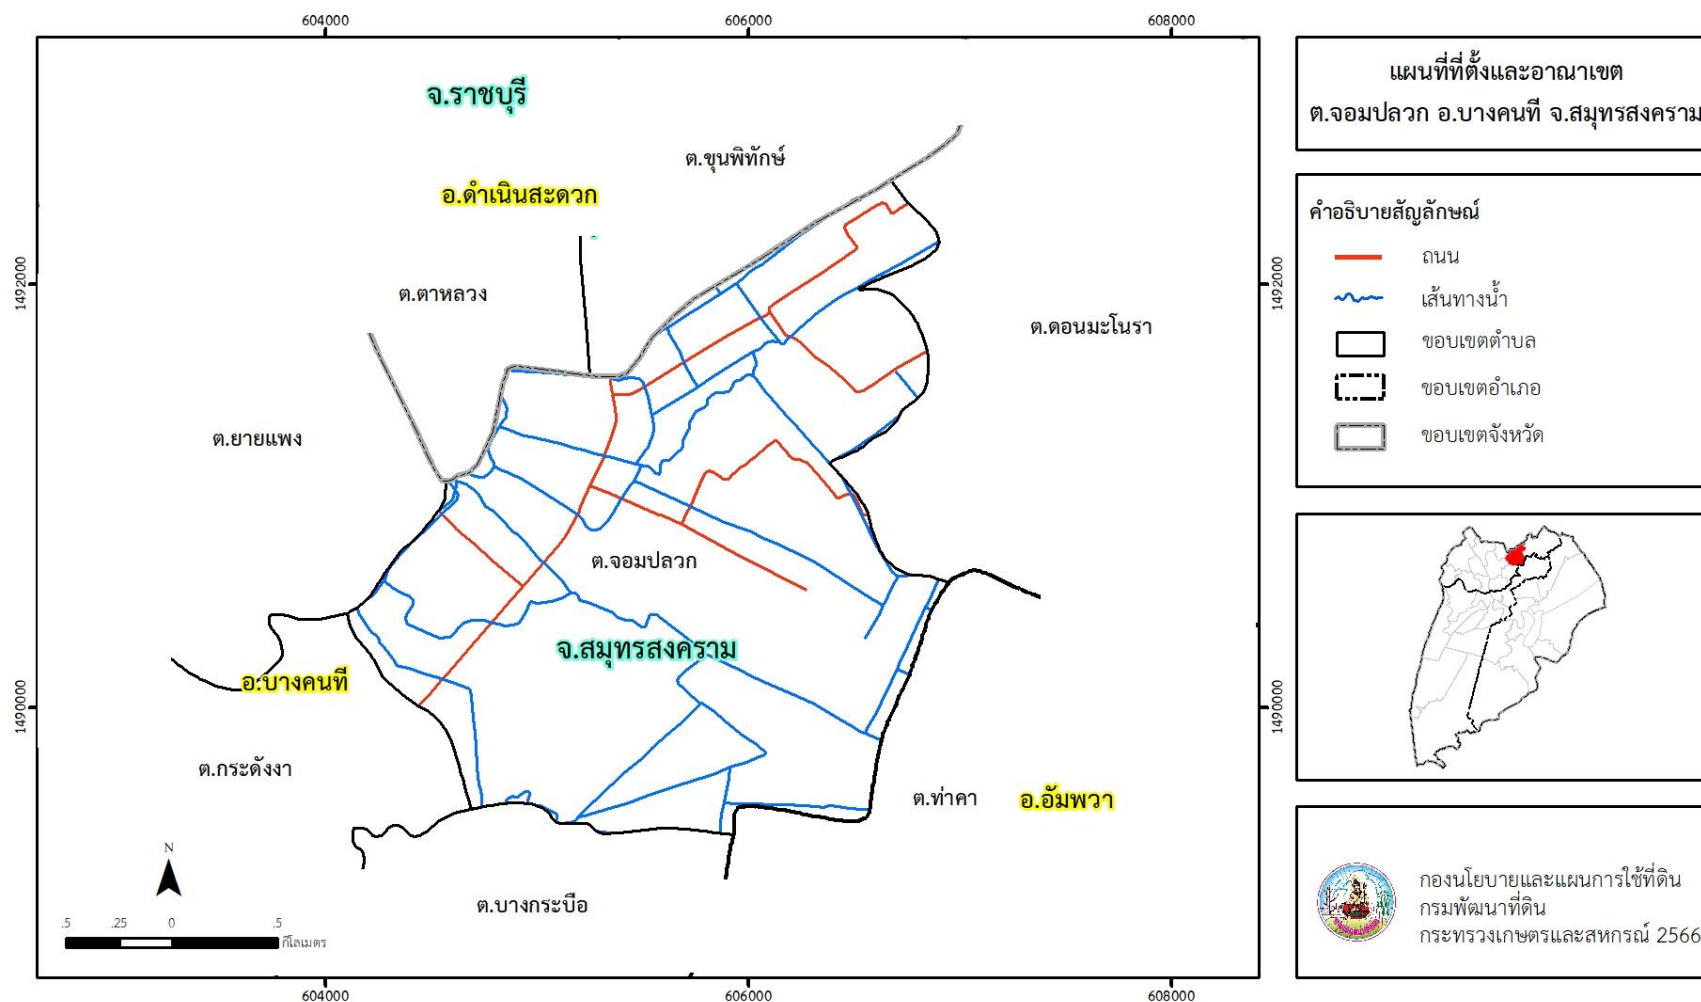 604000
606000
608000
จ.ราชบุรี
ต.ขุนพิทักษ์
อ.ดำเนินสะดวก
1492000
ต.ตาหลวง
ต.ดอนมะโนรา
1492000
ต.ยายแพง
ต.จอมปลวก
จ.สมุทรสงคราม
อ.บางคนที
1490000
1490000
ต.กระดังงา
ต.ท่าคา
อ.อัมพวา
N
ต.บางกระบือ
.5 .25 0 .5
กิโลเมตร
604000
606000
608000
แผนที่ที่ตั้งและอาณาเขต
ต.จอมปลวก อ.บางคนที จ.สมุทรสงคราม
คำอธิบายสัญลักษณ์
ถนน
เส้นทางน้ำ
ขอบเขตตำบล
ขอบเขตอำเภอ
ขอบเขตจังหวัด
กองนโยบายและแผนการใช้ที่ดิน
กรมพัฒนาที่ดิน
กระทรวงเกษตรและสหกรณ์ 2566